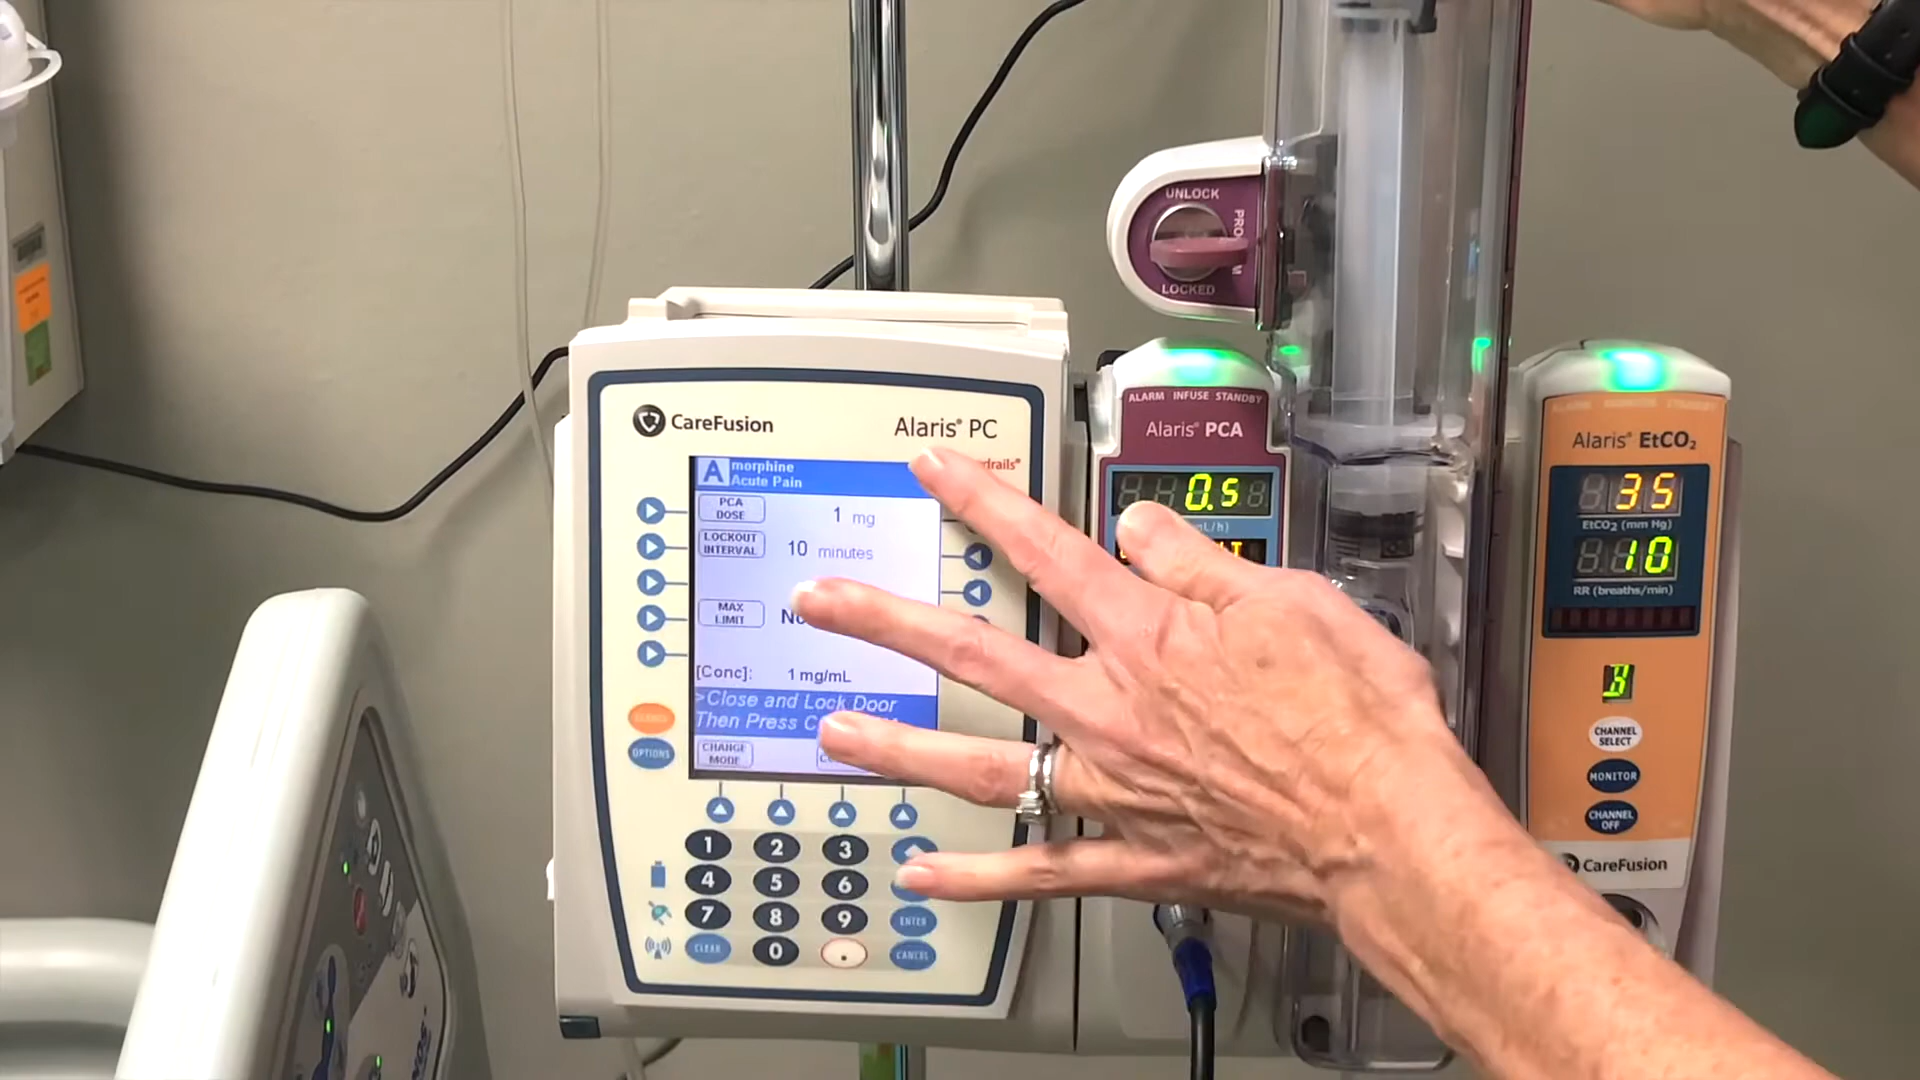 UNLOCK
LOCKED
CareFusion
Alaris® PC
A
morphine
Acute Pain
PCA
DOSE
1 mg
LOCKOUT
INTERVAL
10 minutes
MAX
LIMIT
[Conc]: 1 mg/mL
>Close and Lock Door
Then Press
CHANGE
MODE
OPTIONS
1 2 3
4 5 6
7 8 9
ENTER
CLEAR
0
.
CANCEL
ALARM INFUSE STANDBY
Alaris® PCA
0.5
ALARM STANDBY
Alaris® EtCO2
35
EtCO2 (mm Hg)
10
RR (breaths/min)
B
CHANNEL
SELECT
MONITOR
CHANNEL
OFF
CareFusion